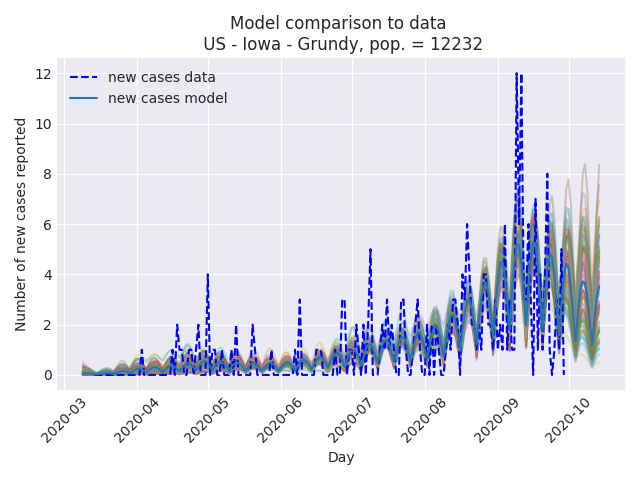 Model comparison to data
US - Iowa - Grundy, pop. = 12232
new cases data
new cases model
Number of new cases reported
12
10
8
6
4
2
0
2020-03
2020-04
2020-05
2020-06
2020-07
2020-08
2020-09
2020-10
Day